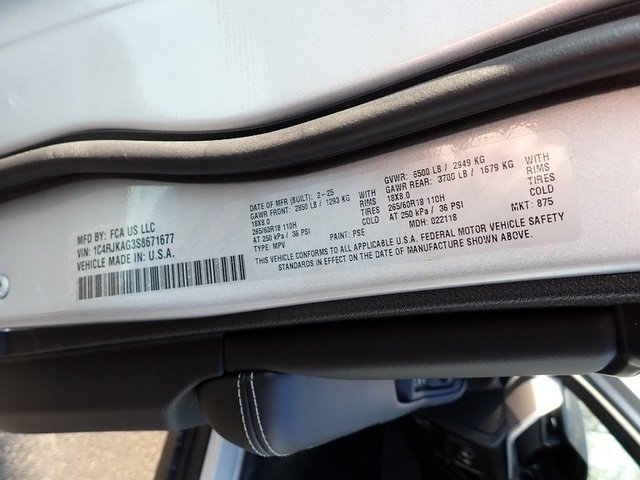 MFD BY: FCA US LLC
VIN: 1C4RJKAG3S8671677
VEHICLE MADE IN: U.S.A.
DATE OF MFR (BUILT): 2-25 GVWR: 6500 LB / 2949 KG
GAWR FRONT: 2850 LB / 1293 KG WITH GAWR REAR: 3700 LB / 1679 KG WITH
18X8.0 RIMS 18X8.0 RIMS
265/60R18 110H TIRES 265/60R18 110H TIRES
AT 250 kPa / 36 PSI COLD AT 250 kPa / 36 PSI COLD
TYPE: MPV PAINT: PSE MDH: 022118 MKT: 875
THIS VEHICLE CONFORMS TO ALL APPLICABLE U.S.A. FEDERAL MOTOR VEHICLE SAFETY
STANDARDS IN EFFECT ON THE DATE OF MANUFACTURE SHOWN ABOVE.